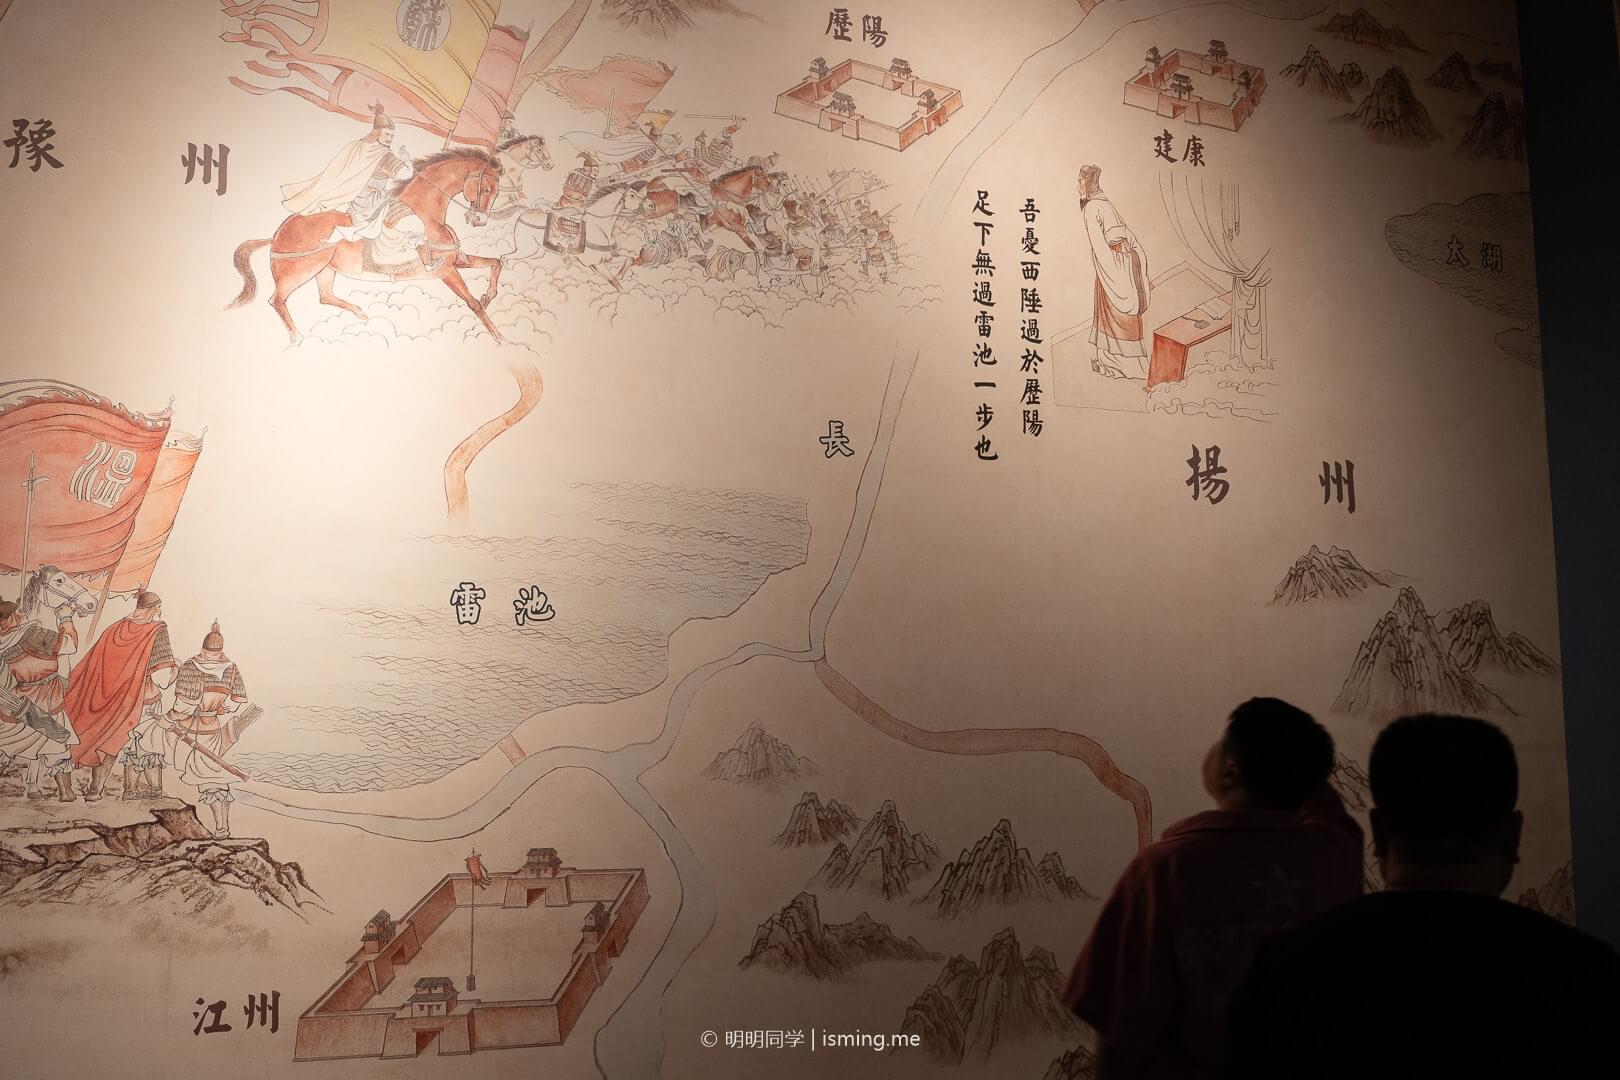 蘇
歷陽
建康
豫州
吾憂西陲過於歷陽
足下無過雷池一步也
太湖
長
溫
揚州
雷池
江州
© 明明同学 | isming.me